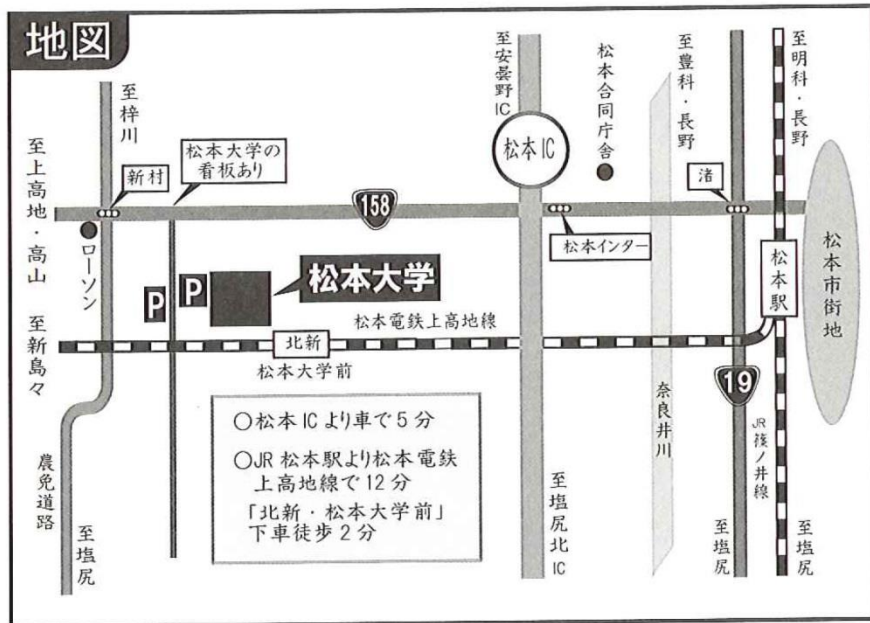 地図
至梓川
至安曇野IC
松本合同庁舎
至豊科・長野
至明科・長野
至上高地・高山
新村
松本大学の
看板あり
松本IC
渚
158
ローソン
松本インター
松本駅
松本市街地
P
P
松本大学
至新島々
松本電鉄上高地線
北新
松本大学前
19
奈良井川
JR篠ノ井線
○松本ICより車で5分
○JR松本駅より松本電鉄
上高地線で12分
「北新・松本大学前」
下車徒歩2分
農免道路
至塩尻
至塩尻北IC
至塩尻
至塩尻